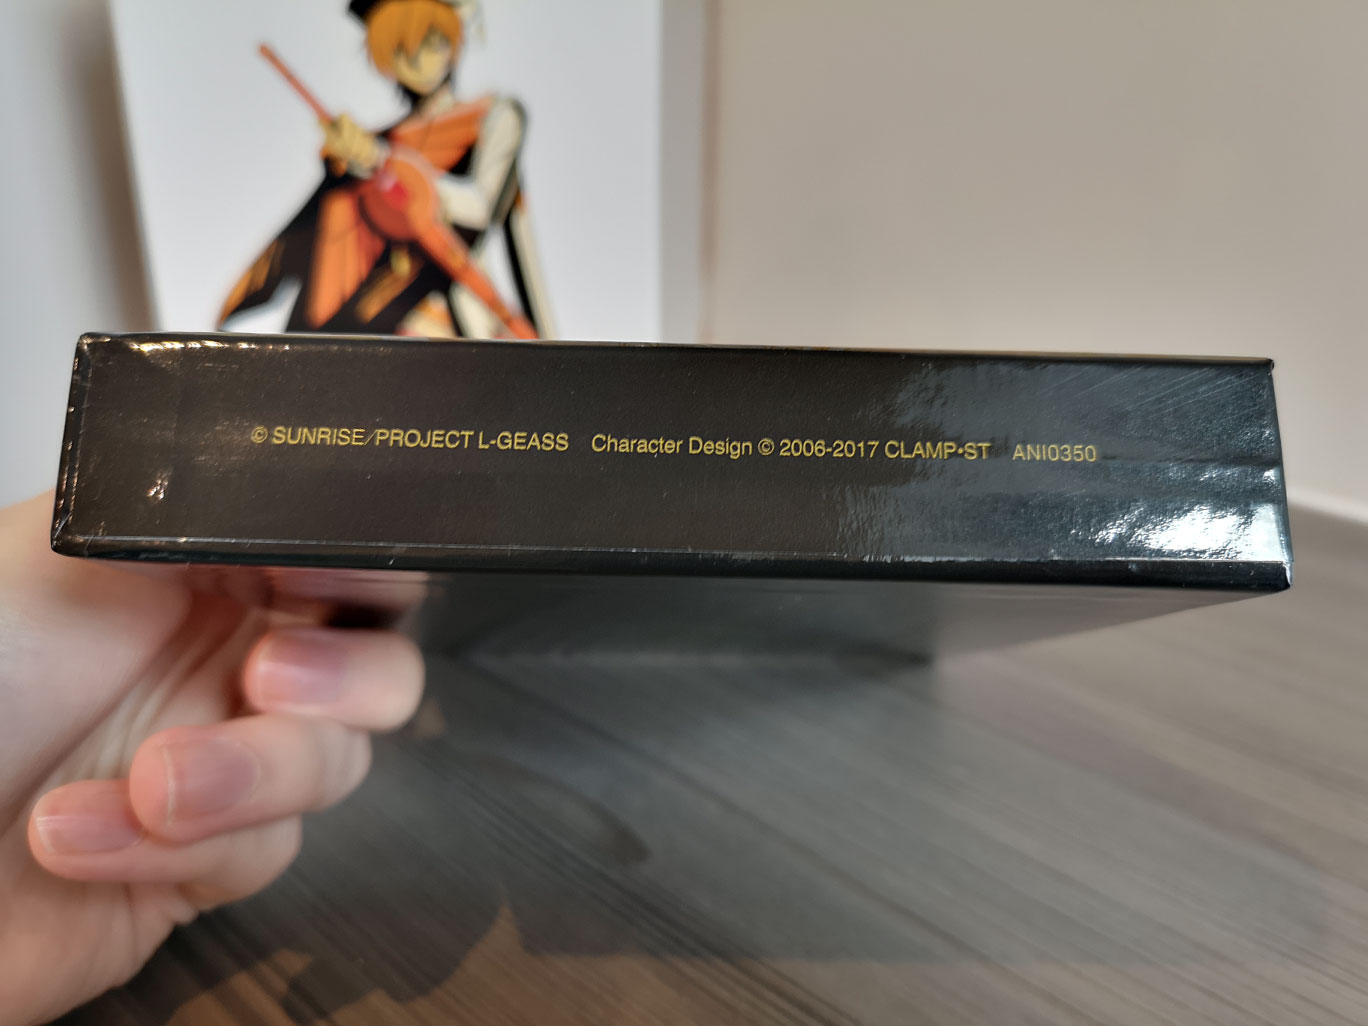 © SUNRISE/PROJECT L-GEASS Character Design © 2006-2017 CLAMP•ST ANI0350